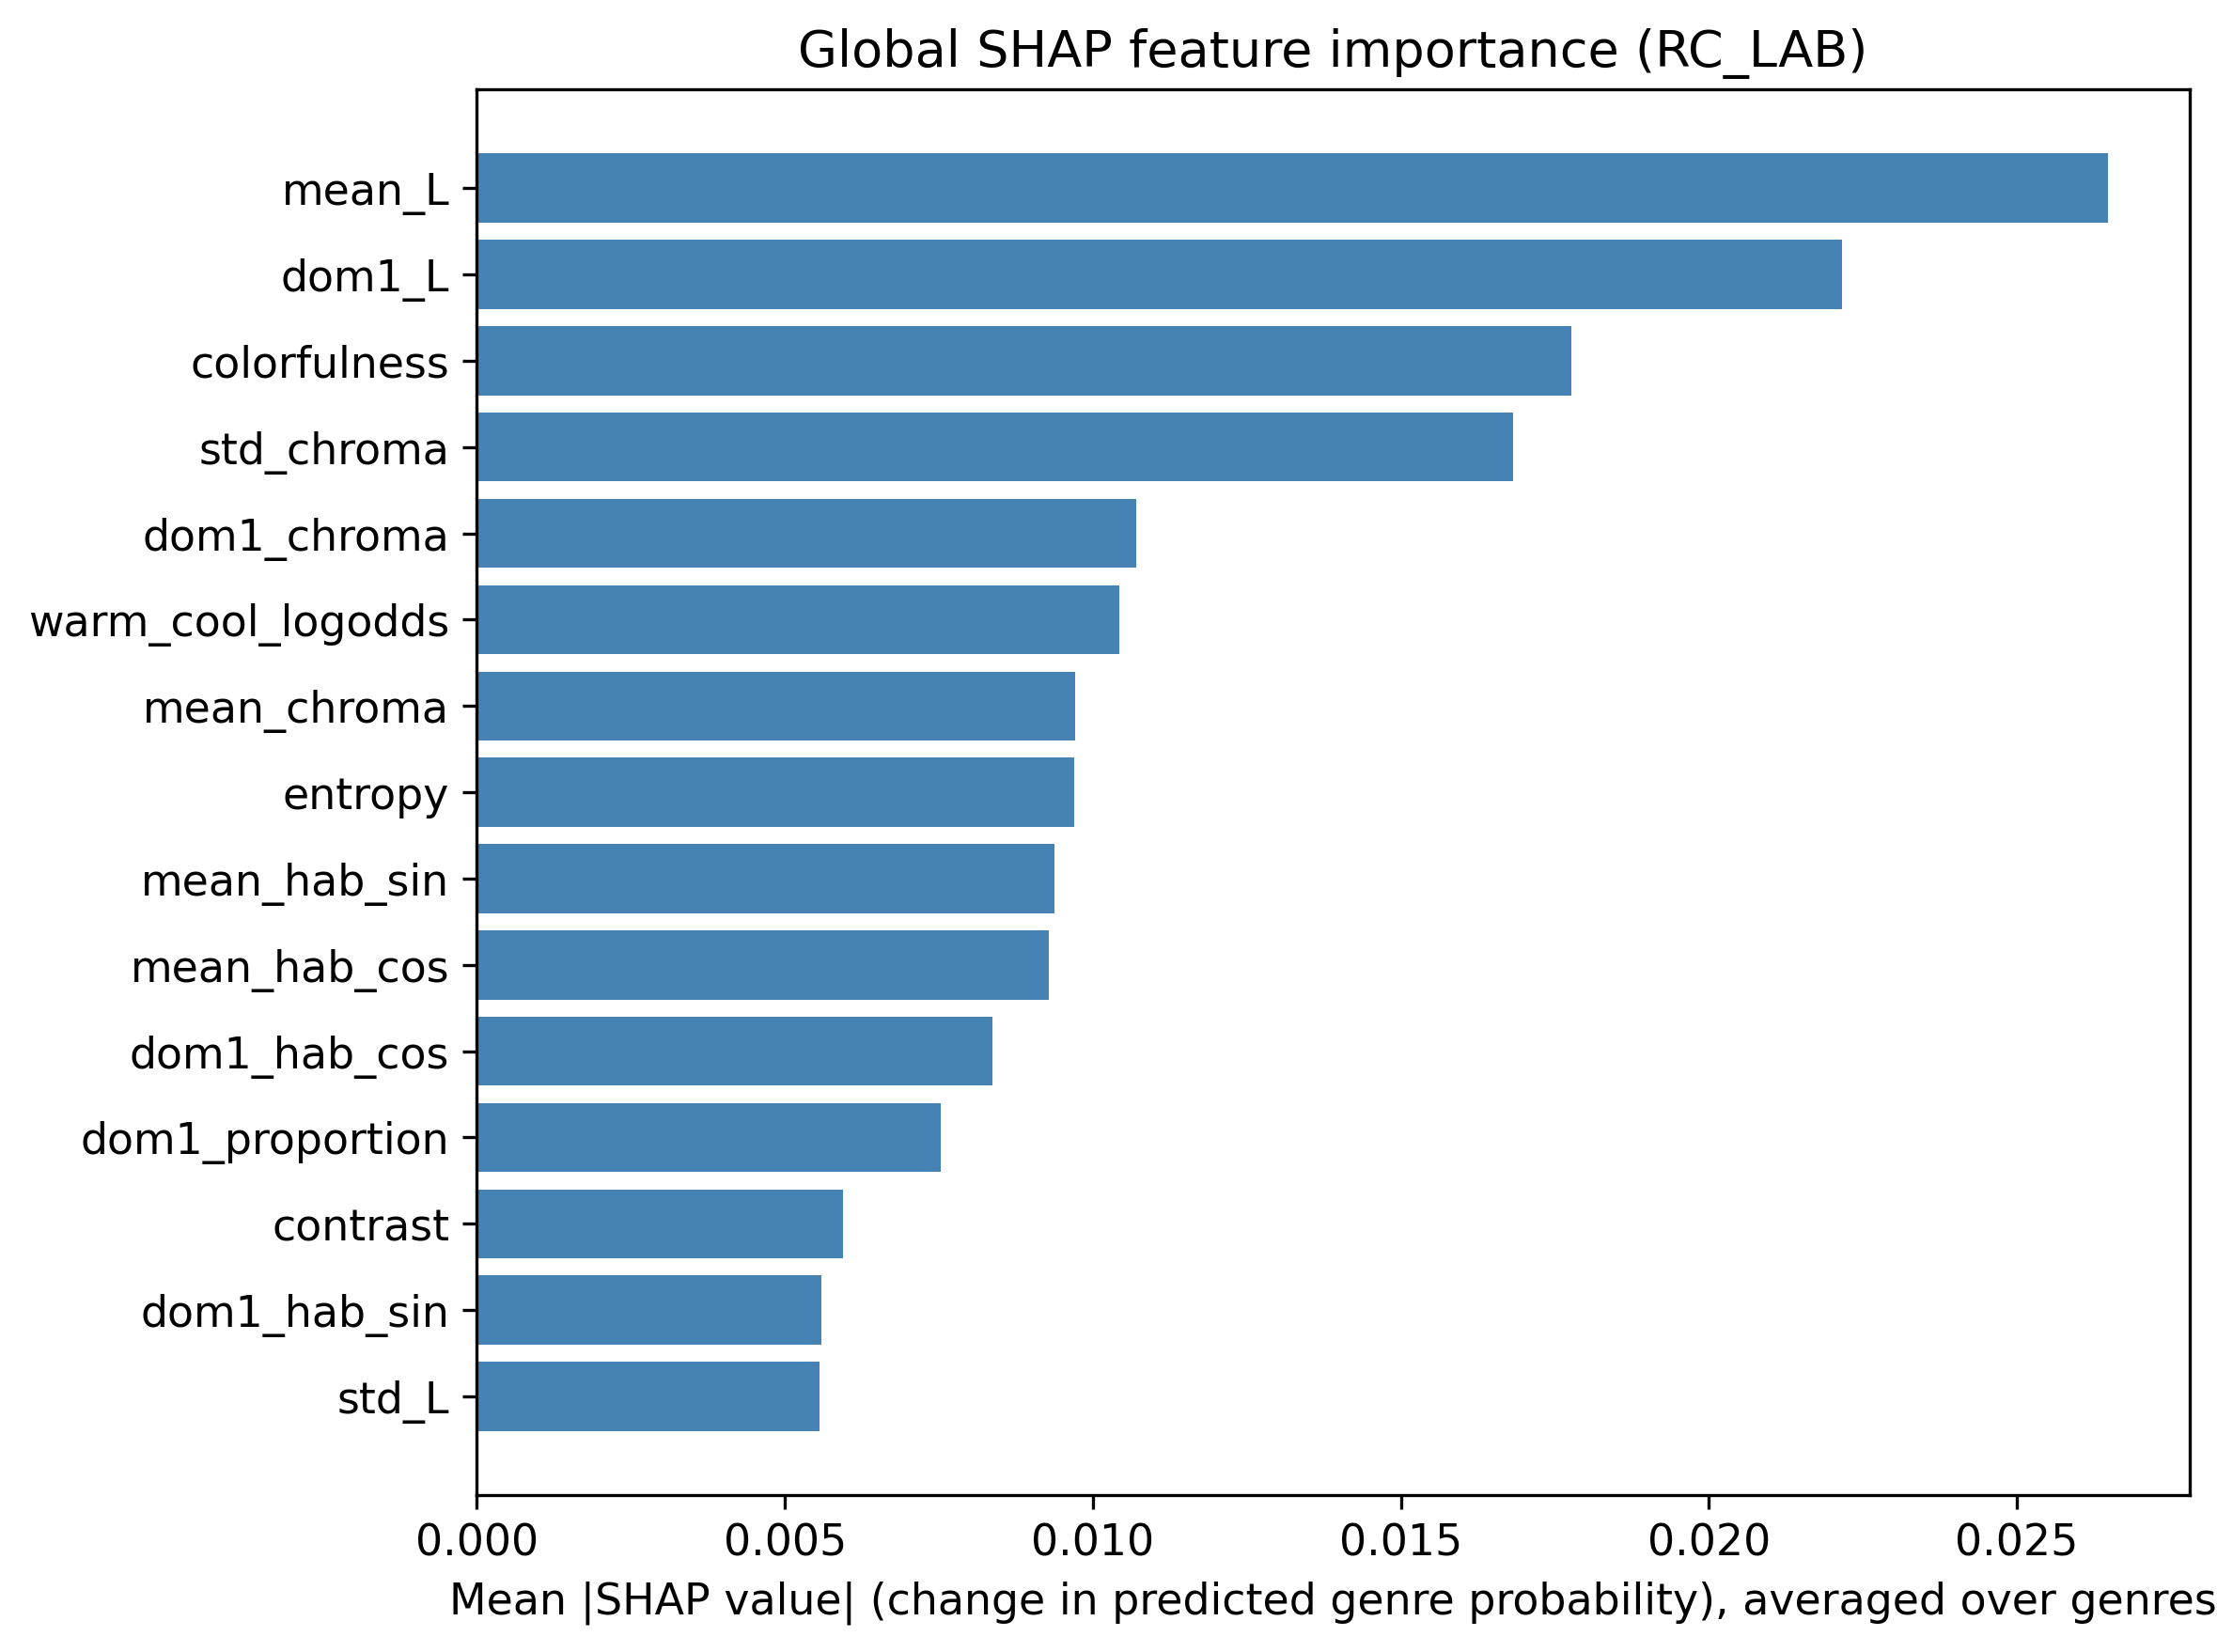 Global SHAP feature importance (RC_LAB)
mean_L
dom1_L
colorfulness
std_chroma
dom1_chroma
warm_cool_logodds
mean_chroma
entropy
mean_hab_sin
mean_hab_cos
dom1_hab_cos
dom1_proportion
contrast
dom1_hab_sin
std_L
0.000 0.005 0.010 0.015 0.020 0.025
Mean |SHAP value| (change in predicted genre probability), averaged over genres